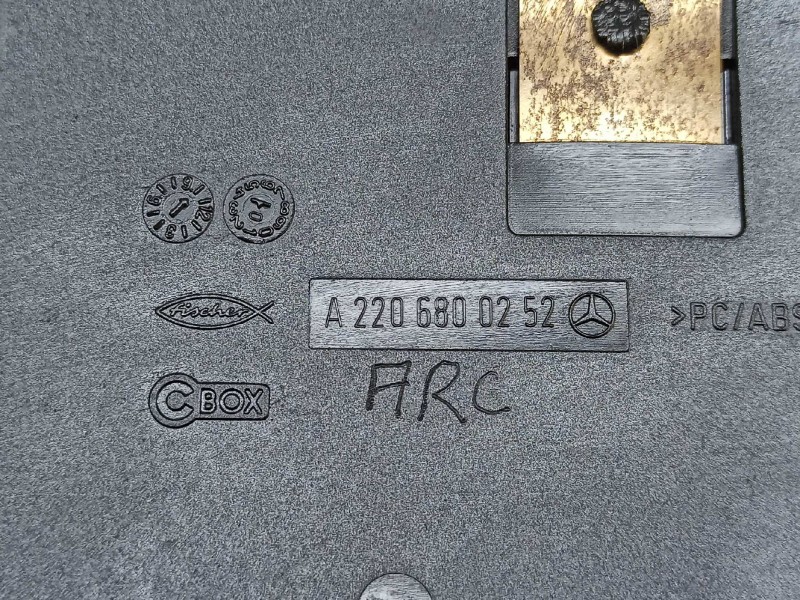 fischer
A 220 680 02 52
>PC/ABS
C BOX
ARC